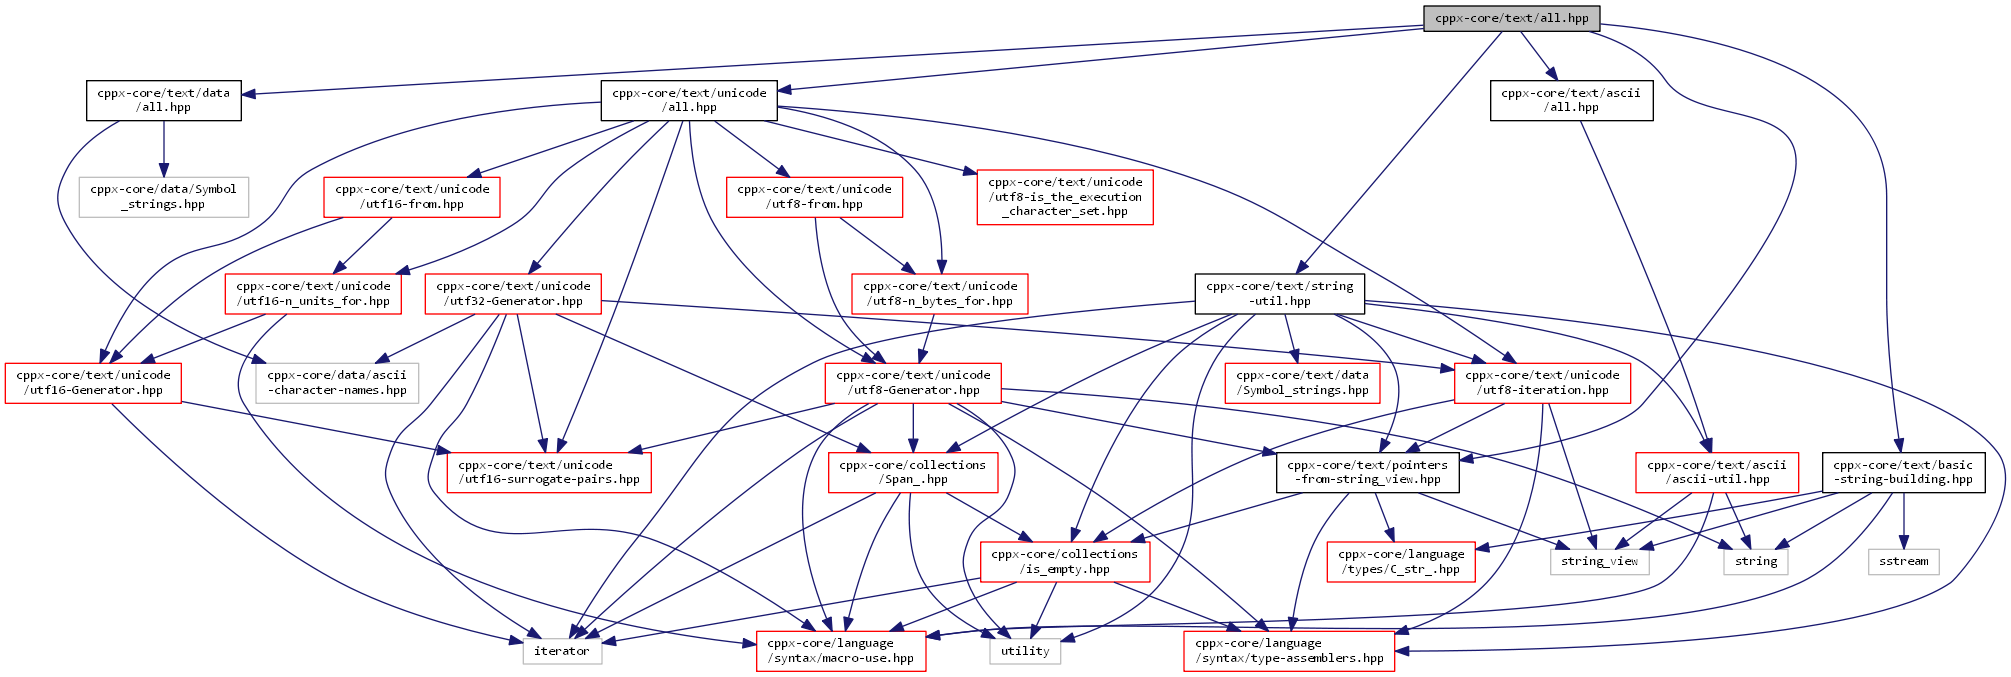 cppx-core/text/all.hpp
cppx-core/text/data
/all.hpp
cppx-core/text/unicode
/all.hpp
cppx-core/text/ascii
/all.hpp
cppx-core/data/Symbol
_strings.hpp
cppx-core/text/unicode
/utf16-from.hpp
cppx-core/text/unicode
/utf8-from.hpp
cppx-core/text/unicode
/utf8-is_the_execution
_character_set.hpp
cppx-core/text/unicode
/utf16-n_units_for.hpp
cppx-core/text/unicode
/utf32-Generator.hpp
cppx-core/text/unicode
/utf8-n_bytes_for.hpp
cppx-core/text/string
-util.hpp
cppx-core/text/unicode
/utf16-Generator.hpp
cppx-core/data/ascii
-character-names.hpp
cppx-core/text/unicode
/utf8-Generator.hpp
cppx-core/text/data
/Symbol_strings.hpp
cppx-core/text/unicode
/utf8-iteration.hpp
cppx-core/text/unicode
/utf16-surrogate-pairs.hpp
cppx-core/collections
/Span_.hpp
cppx-core/text/pointers
-from-string_view.hpp
cppx-core/text/ascii
/ascii-util.hpp
cppx-core/text/basic
-string-building.hpp
cppx-core/collections
/is_empty.hpp
cppx-core/language
/types/C_str_.hpp
string_view
string
sstream
iterator
cppx-core/language
/syntax/macro-use.hpp
utility
cppx-core/language
/syntax/type-assemblers.hpp